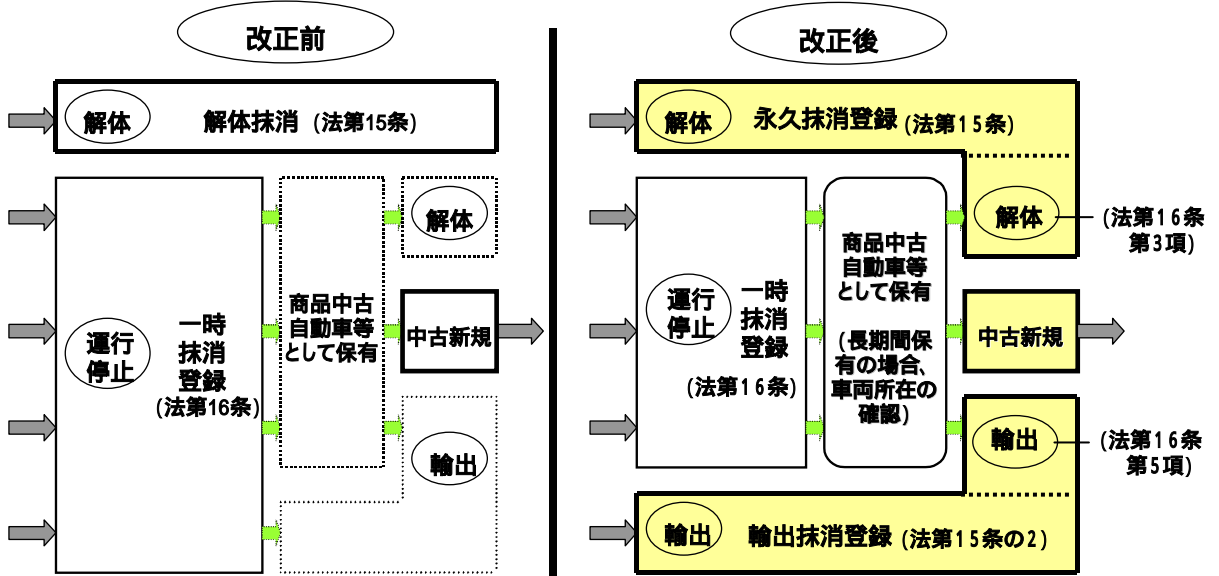 改正前
解体
解体抹消 (法第15条)
運行
停止
一時
抹消
登録
(法第16条)
商品中古
自動車等
として保有
解体
中古新規
輸出
改正後
解体
永久抹消登録 (法第15条)
運行
停止
一時
抹消
登録
(法第16条)
商品中古
自動車等
として保有
(長期間保
有の場合、
車両所在の
確認)
解体
(法第16条
第3項)
中古新規
輸出
(法第16条
第5項)
輸出
輸出抹消登録 (法第15条の2)